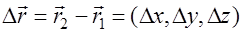 Δr⃗ = r⃗₂ − r⃗₁ = (Δx, Δy, Δz)